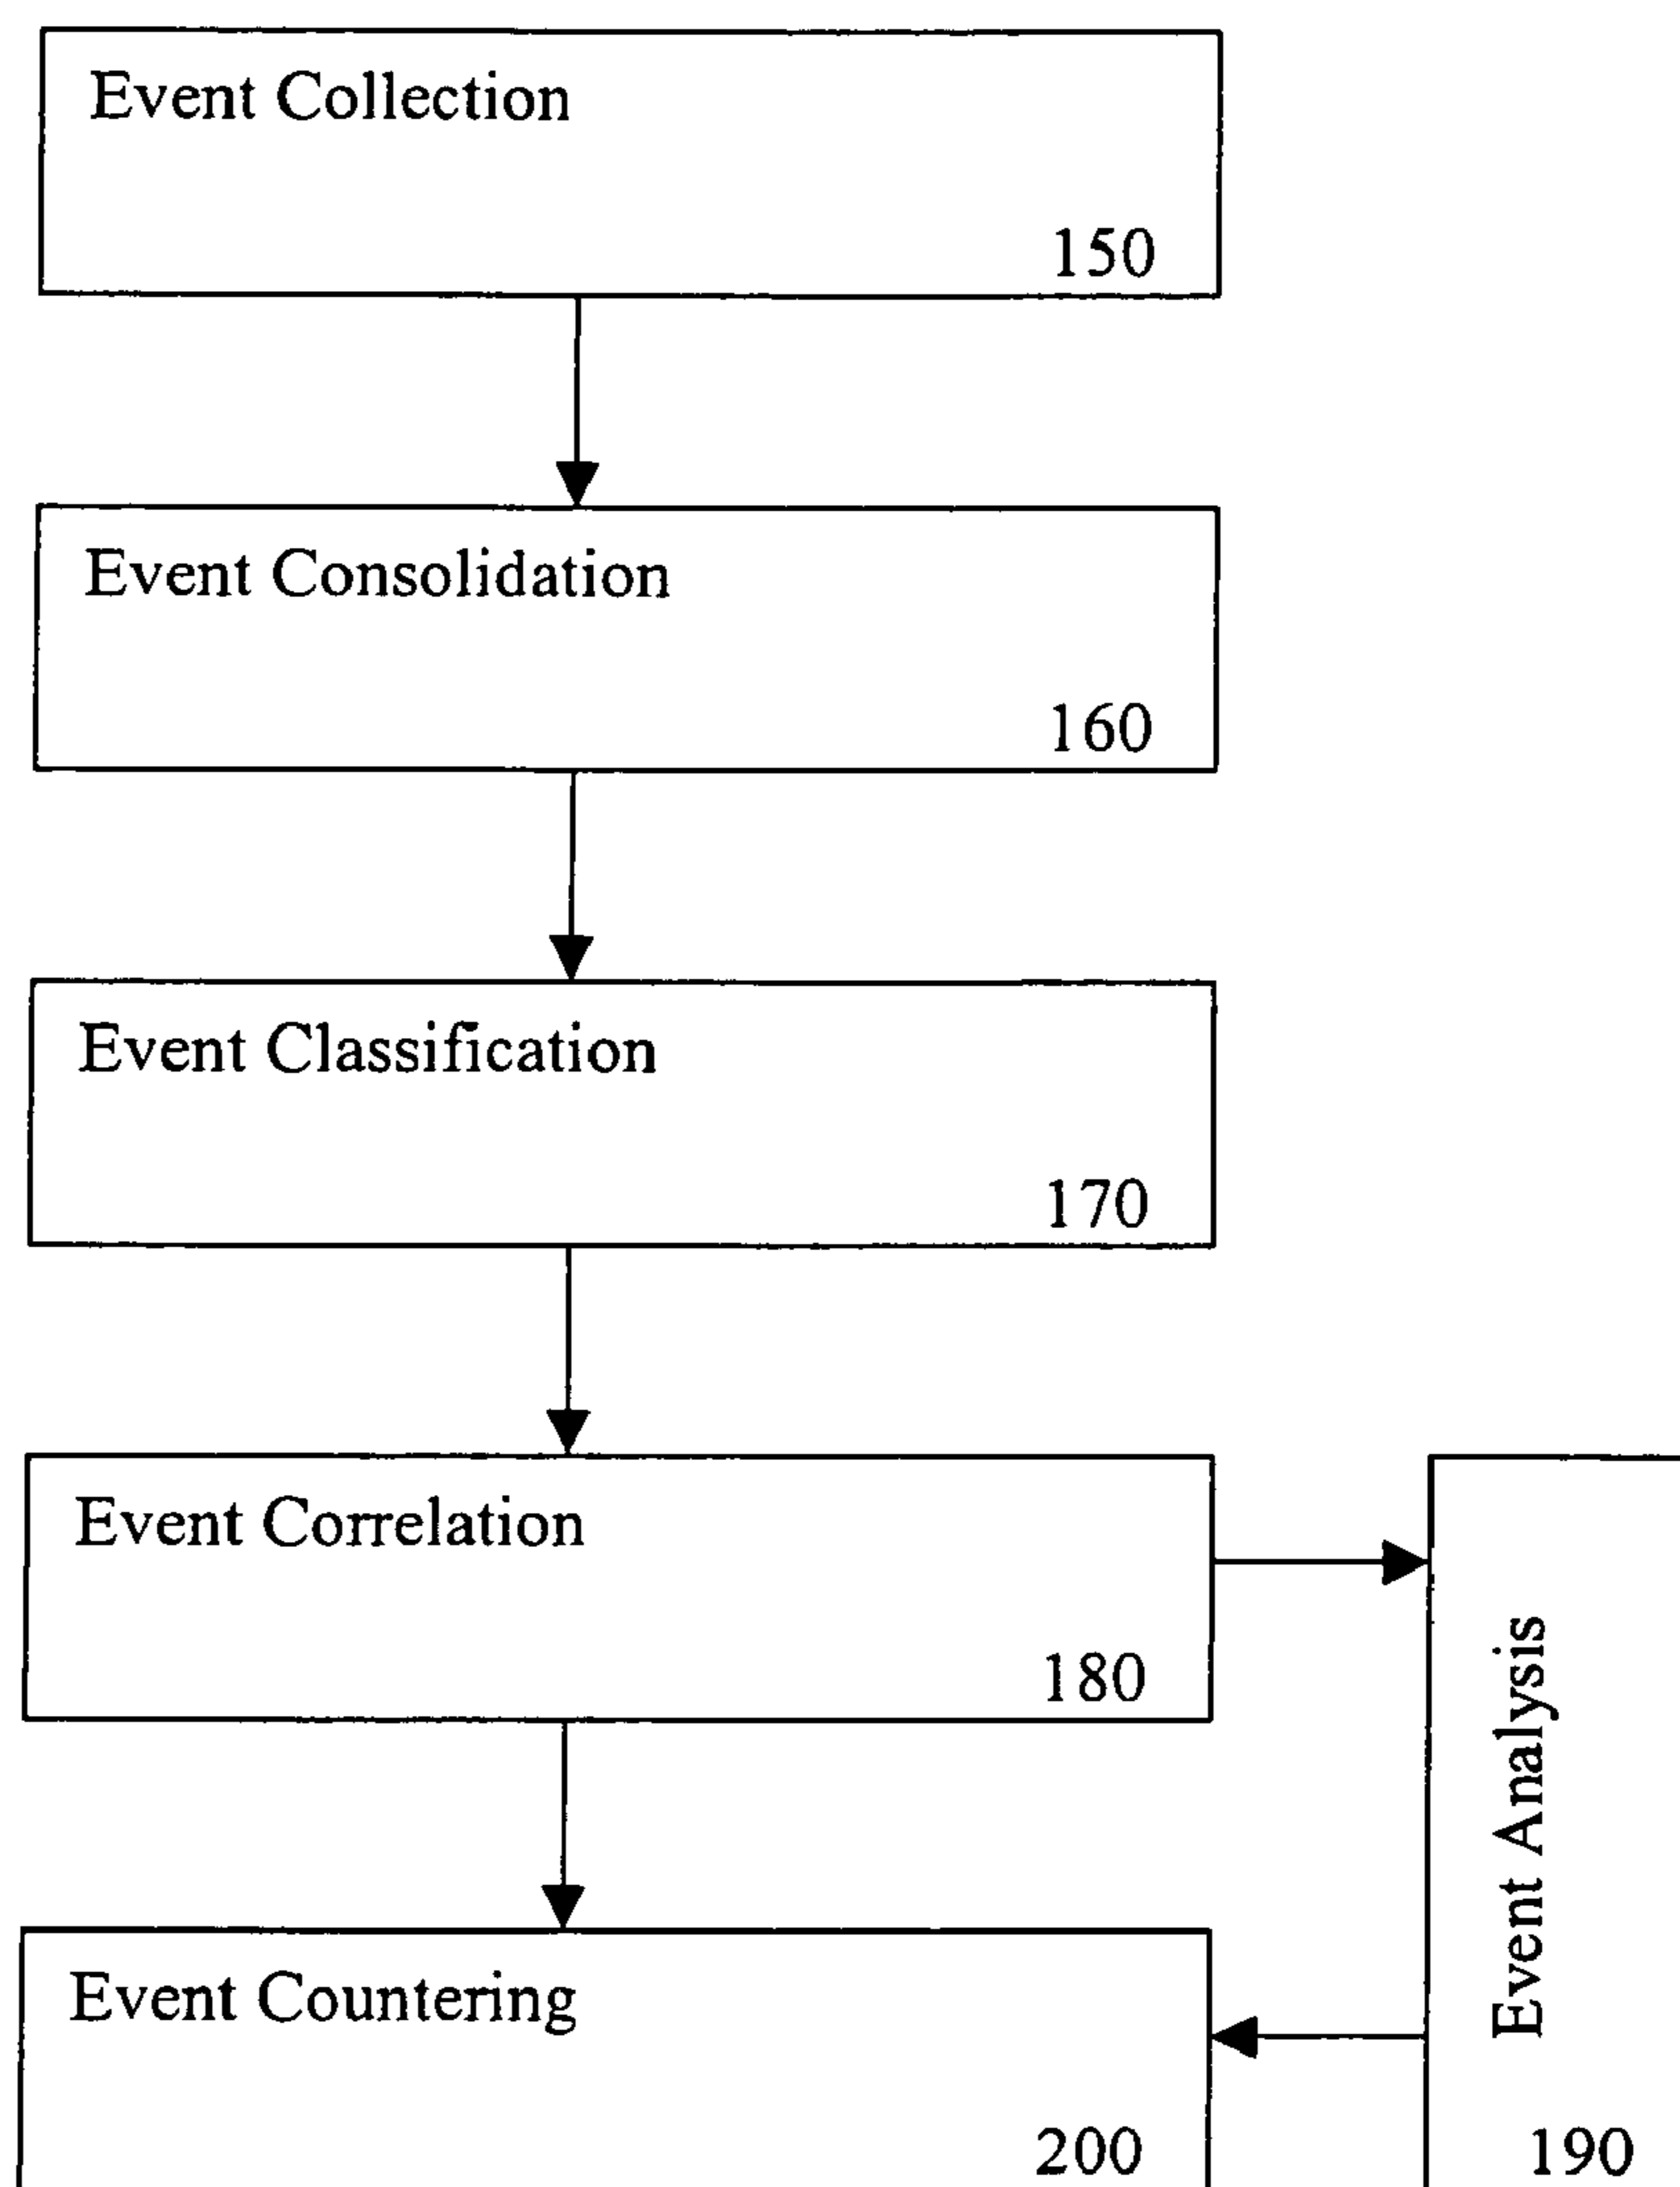 Event Collection
150
Event Consolidation
160
Event Classification
170
Event Correlation
180
Event Analysis
190
Event Countering
200